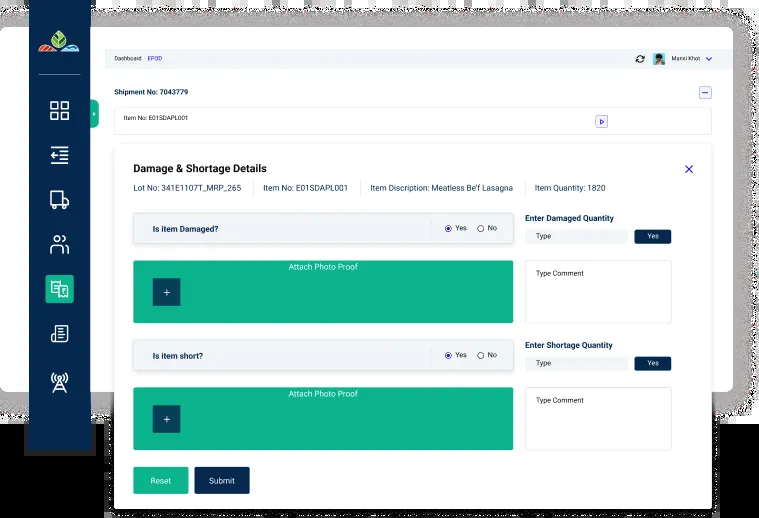 Dashboard EPOD Mansi Khot
Shipment No: 7043779
Item No: E01SDAPL001
Damage & Shortage Details
Lot No: 341E1107T_MRP_265 Item No: E01SDAPL001 Item Discription: Meatless Be'f Lasagna Item Quantity: 1820
Is item Damaged? Yes No
Enter Damaged Quantity
Type Yes
Attach Photo Proof
+
Type Comment
Is item short? Yes No
Enter Shortage Quantity
Type Yes
Attach Photo Proof
+
Type Comment
Reset Submit